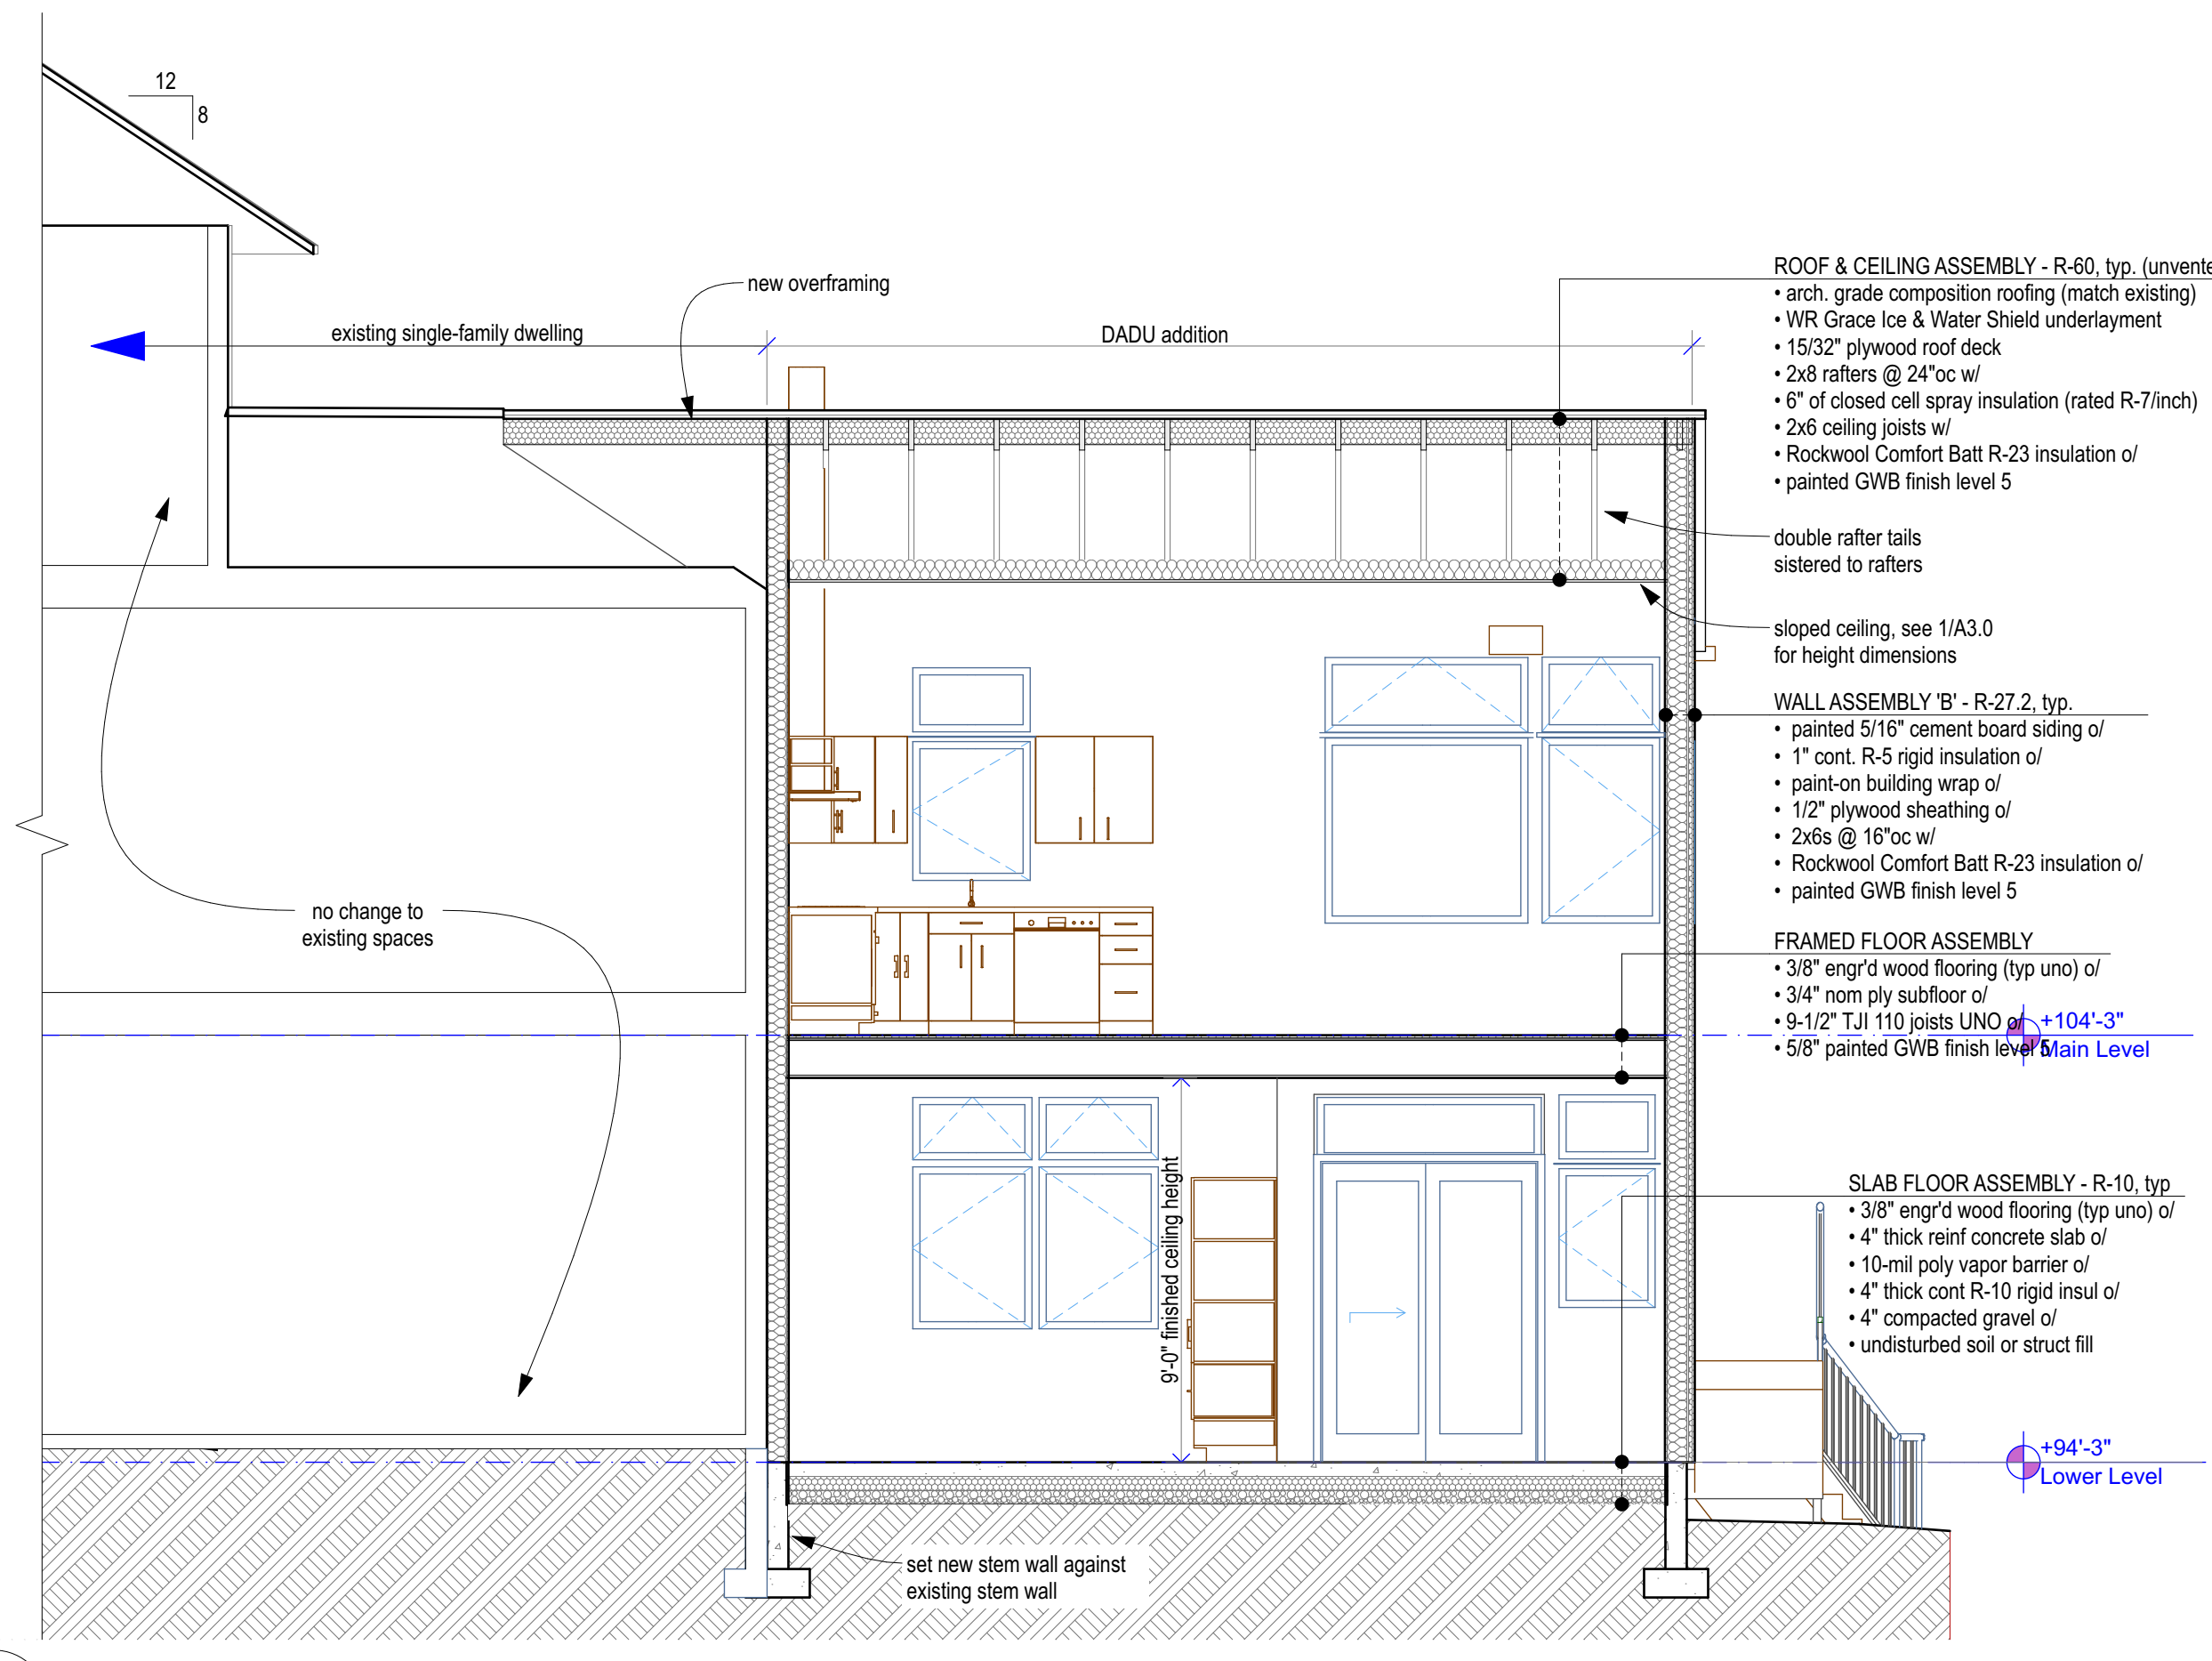 12
8
new overframing
existing single-family dwelling
DADU addition
ROOF & CEILING ASSEMBLY - R-60, typ. (unvente
• arch. grade composition roofing (match existing)
• WR Grace Ice & Water Shield underlayment
• 15/32" plywood roof deck
• 2x8 rafters @ 24"oc w/
• 6" of closed cell spray insulation (rated R-7/inch)
• 2x6 ceiling joists w/
• Rockwool Comfort Batt R-23 insulation o/
• painted GWB finish level 5
double rafter tails
sistered to rafters
sloped ceiling, see 1/A3.0
for height dimensions
WALL ASSEMBLY 'B' - R-27.2, typ.
• painted 5/16" cement board siding o/
• 1" cont. R-5 rigid insulation o/
• paint-on building wrap o/
• 1/2" plywood sheathing o/
• 2x6s @ 16"oc w/
• Rockwool Comfort Batt R-23 insulation o/
• painted GWB finish level 5
no change to
existing spaces
FRAMED FLOOR ASSEMBLY
• 3/8" engr'd wood flooring (typ uno) o/
• 3/4" nom ply subfloor o/
• 9-1/2" TJI 110 joists UNO o/
• 5/8" painted GWB finish level 5
+104'-3"
Main Level
9'-0" finished ceiling height
SLAB FLOOR ASSEMBLY - R-10, typ
• 3/8" engr'd wood flooring (typ uno) o/
• 4" thick reinf concrete slab o/
• 10-mil poly vapor barrier o/
• 4" thick cont R-10 rigid insul o/
• 4" compacted gravel o/
• undisturbed soil or struct fill
+94'-3"
Lower Level
set new stem wall against
existing stem wall